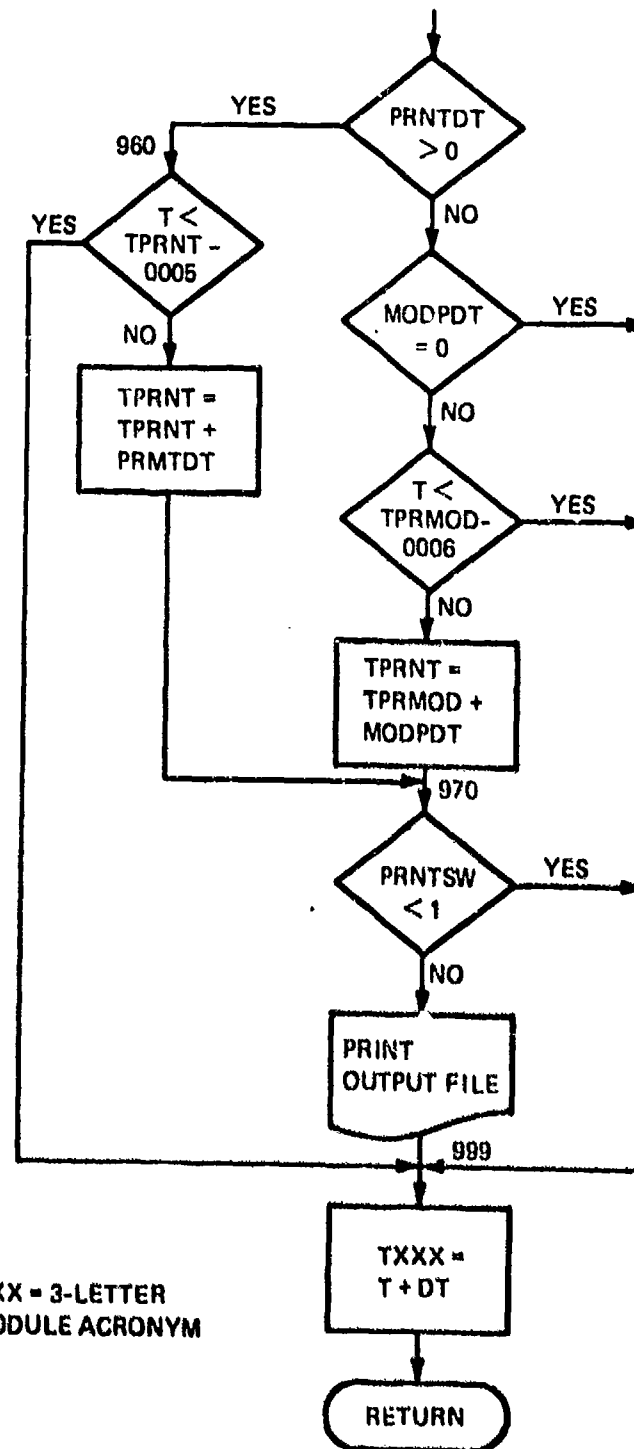 PRNTDT
> 0
YES
960
NO
YES
T <
TPRNT -
0005
MODPDT
= 0
YES
NO
NO
TPRNT =
TPRNT +
PRMTDT
T <
TPRMOD-
0006
YES
NO
TPRNT =
TPRMOD +
MODPDT
970
PRNTSW
< 1
YES
NO
PRINT
OUTPUT FILE
999
TXXX =
T + DT
XX = 3-LETTER
ODULE ACRONYM
RETURN